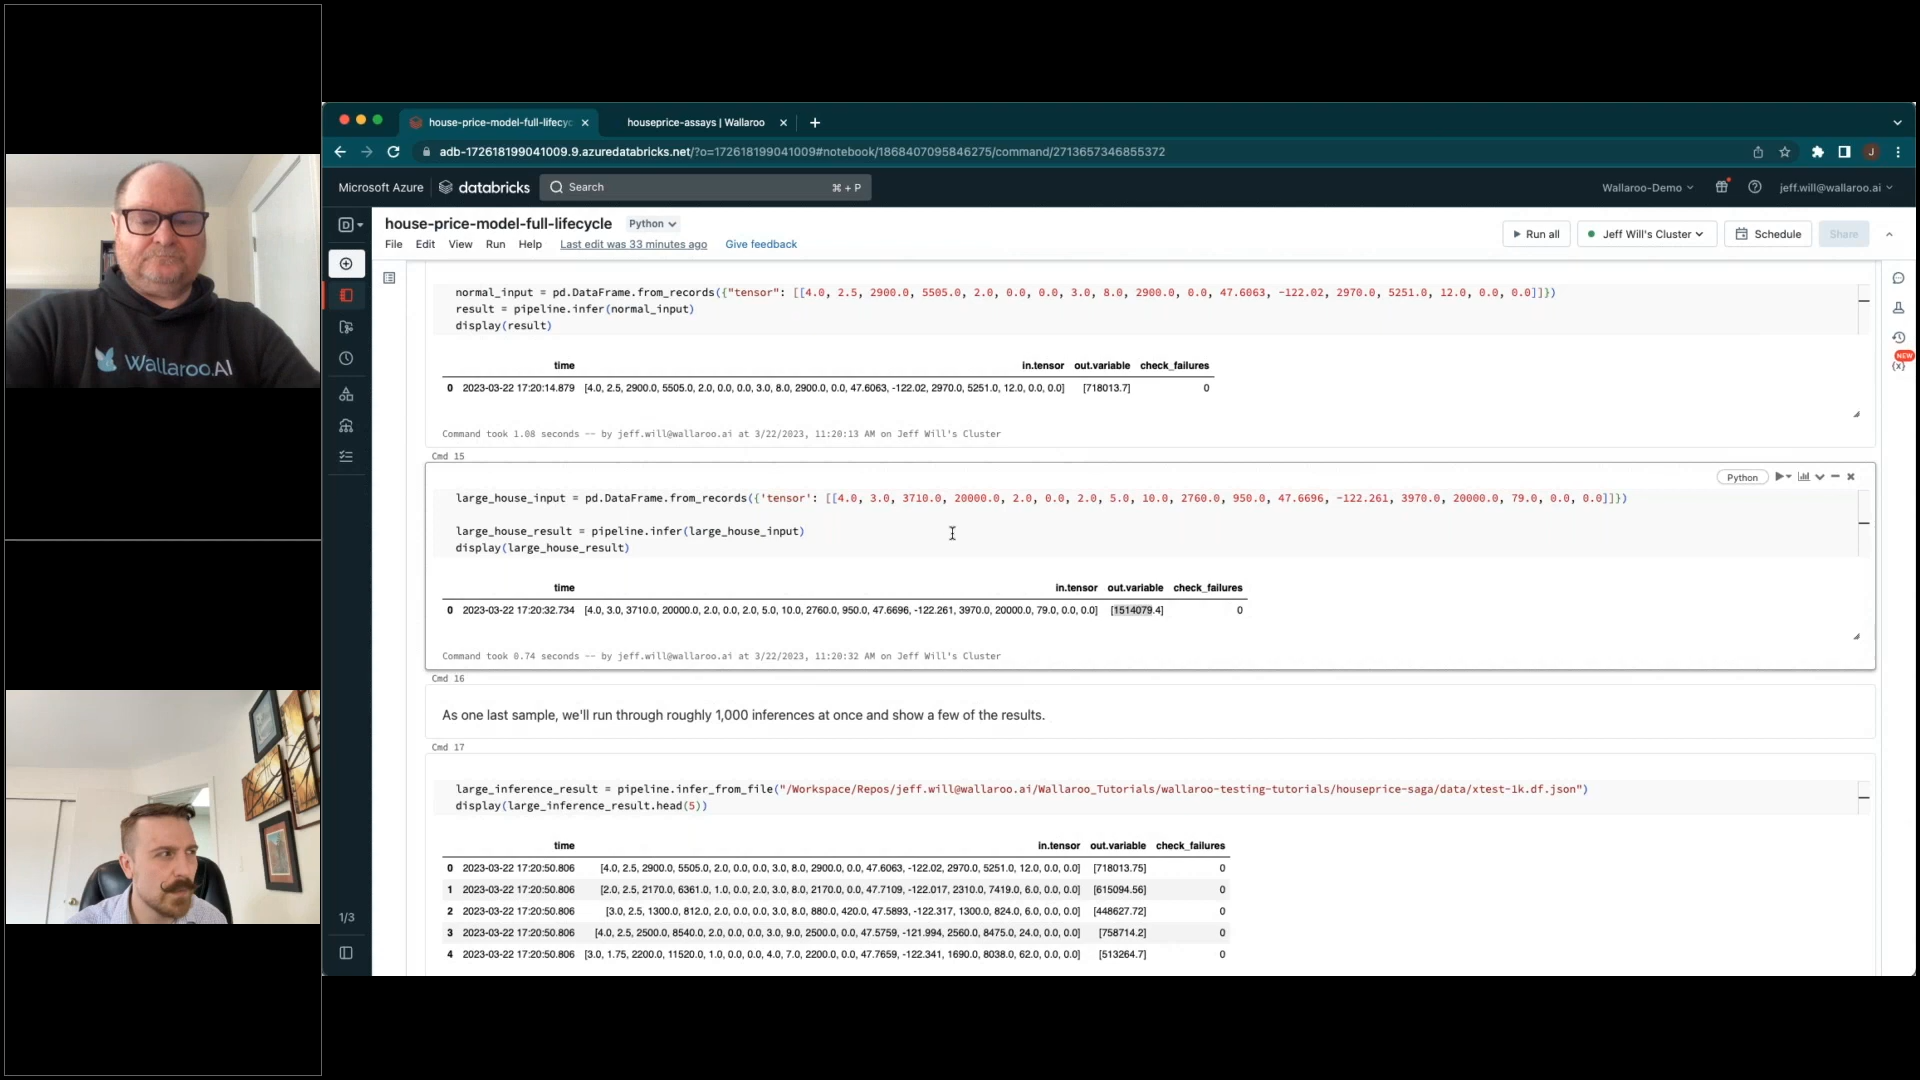 Wallaroo.AI
house-price-model-full-lifecyc
houseprice-assays | Wallaroo
adb-172618199041009.9.azuredatabricks.net/?o=172618199041009#notebook/1868407095846275/command/2713657346855372
J
Microsoft Azure
databricks
Search
⌘ + P
Wallaroo-Demo
jeff.will@wallaroo.ai
D
house-price-model-full-lifecycle
Python
File Edit View Run Help Last edit was 33 minutes ago Give feedback
Run all
Jeff Will's Cluster
Schedule
Share
normal_input = pd.DataFrame.from_records({"tensor": [[4.0, 2.5, 2900.0, 5505.0, 2.0, 0.0, 0.0, 3.0, 8.0, 2900.0, 0.0, 47.6063, -122.02, 2970.0, 5251.0, 12.0, 0.0, 0.0]]})
result = pipeline.infer(normal_input)
display(result)
NEW
{x}
time in.tensor out.variable check_failures
0 2023-03-22 17:20:14.879 [4.0, 2.5, 2900.0, 5505.0, 2.0, 0.0, 0.0, 3.0, 8.0, 2900.0, 0.0, 47.6063, -122.02, 2970.0, 5251.0, 12.0, 0.0, 0.0] [718013.7] 0
Command took 1.08 seconds -- by jeff.will@wallaroo.ai at 3/22/2023, 11:20:13 AM on Jeff Will's Cluster
Cmd 15
Python
large_house_input = pd.DataFrame.from_records({'tensor': [[4.0, 3.0, 3710.0, 20000.0, 2.0, 0.0, 2.0, 5.0, 10.0, 2760.0, 950.0, 47.6696, -122.261, 3970.0, 20000.0, 79.0, 0.0, 0.0]]})
large_house_result = pipeline.infer(large_house_input)
display(large_house_result)
time in.tensor out.variable check_failures
0 2023-03-22 17:20:32.734 [4.0, 3.0, 3710.0, 20000.0, 2.0, 0.0, 2.0, 5.0, 10.0, 2760.0, 950.0, 47.6696, -122.261, 3970.0, 20000.0, 79.0, 0.0, 0.0] [1514079.4] 0
Command took 0.74 seconds -- by jeff.will@wallaroo.ai at 3/22/2023, 11:20:32 AM on Jeff Will's Cluster
Cmd 16
As one last sample, we'll run through roughly 1,000 inferences at once and show a few of the results.
Cmd 17
large_inference_result = pipeline.infer_from_file("/Workspace/Repos/jeff.will@wallaroo.ai/Wallaroo_Tutorials/wallaroo-testing-tutorials/houseprice-saga/data/xtest-1k.df.json")
display(large_inference_result.head(5))
time in.tensor out.variable check_failures
0 2023-03-22 17:20:50.806 [4.0, 2.5, 2900.0, 5505.0, 2.0, 0.0, 0.0, 3.0, 8.0, 2900.0, 0.0, 47.6063, -122.02, 2970.0, 5251.0, 12.0, 0.0, 0.0] [718013.75] 0
1 2023-03-22 17:20:50.806 [2.0, 2.5, 2170.0, 6361.0, 1.0, 0.0, 2.0, 3.0, 8.0, 2170.0, 0.0, 47.7109, -122.017, 2310.0, 7419.0, 6.0, 0.0, 0.0] [615094.56] 0
2 2023-03-22 17:20:50.806 [3.0, 2.5, 1300.0, 812.0, 2.0, 0.0, 0.0, 3.0, 8.0, 880.0, 420.0, 47.5893, -122.317, 1300.0, 824.0, 6.0, 0.0, 0.0] [448627.72] 0
3 2023-03-22 17:20:50.806 [4.0, 2.5, 2500.0, 8540.0, 2.0, 0.0, 0.0, 3.0, 9.0, 2500.0, 0.0, 47.5759, -121.994, 2560.0, 8475.0, 24.0, 0.0, 0.0] [758714.2] 0
4 2023-03-22 17:20:50.806 [3.0, 1.75, 2200.0, 11520.0, 1.0, 0.0, 0.0, 4.0, 7.0, 2200.0, 0.0, 47.7659, -122.341, 1690.0, 8038.0, 62.0, 0.0, 0.0] [513264.7] 0
1/3